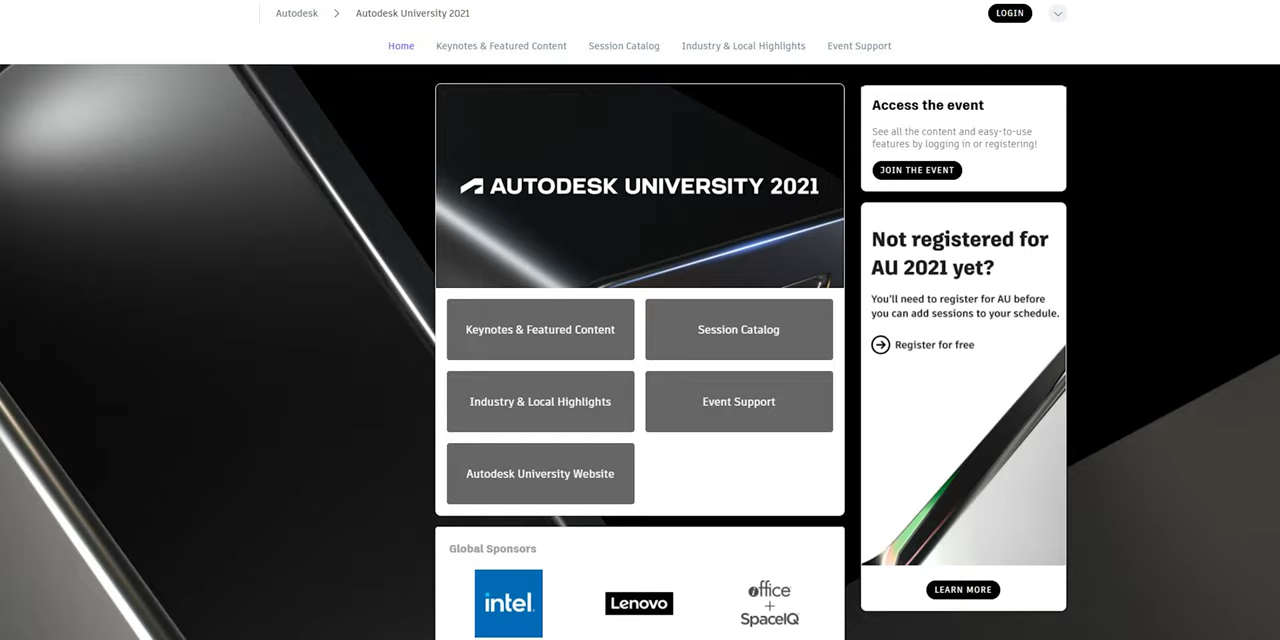 Autodesk > Autodesk University 2021
LOGIN
Home
Keynotes & Featured Content
Session Catalog
Industry & Local Highlights
Event Support
AUTODESK UNIVERSITY 2021
Keynotes & Featured Content
Session Catalog
Industry & Local Highlights
Event Support
Autodesk University Website
Global Sponsors
intel.
Lenovo
office
+
SpaceIQ
Access the event
See all the content and easy-to-use
features by logging in or registering!
JOIN THE EVENT
Not registered for
AU 2021 yet?
You'll need to register for AU before
you can add sessions to your schedule.
Register for free
LEARN MORE